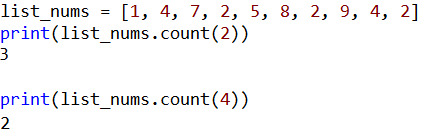 list_nums = [1, 4, 7, 2, 5, 8, 2, 9, 4, 2]
print(list_nums.count(2))
3
print(list_nums.count(4))
2